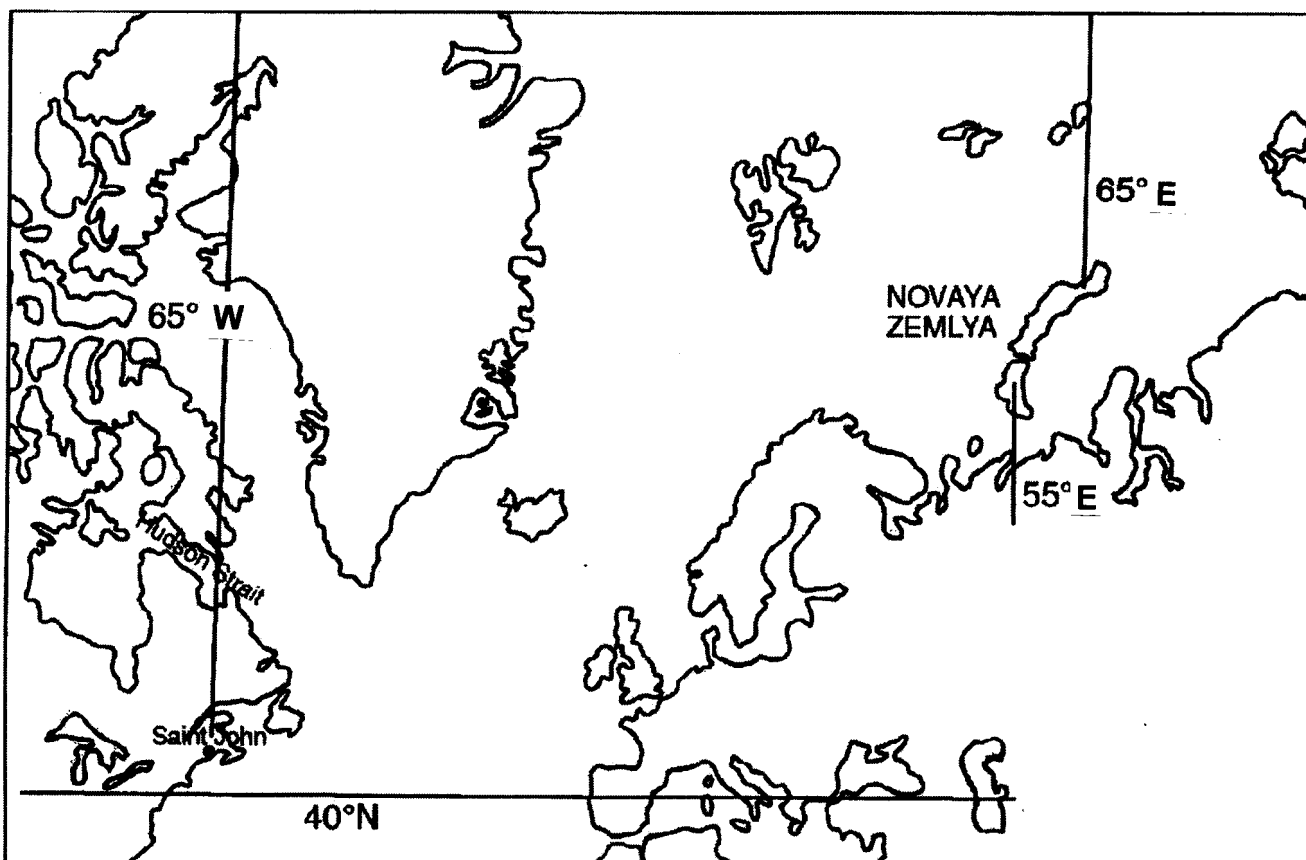 65° E
NOVAYA
ZEMLYA
65° W
55° E
Hudson Strait
Saint John
40°N